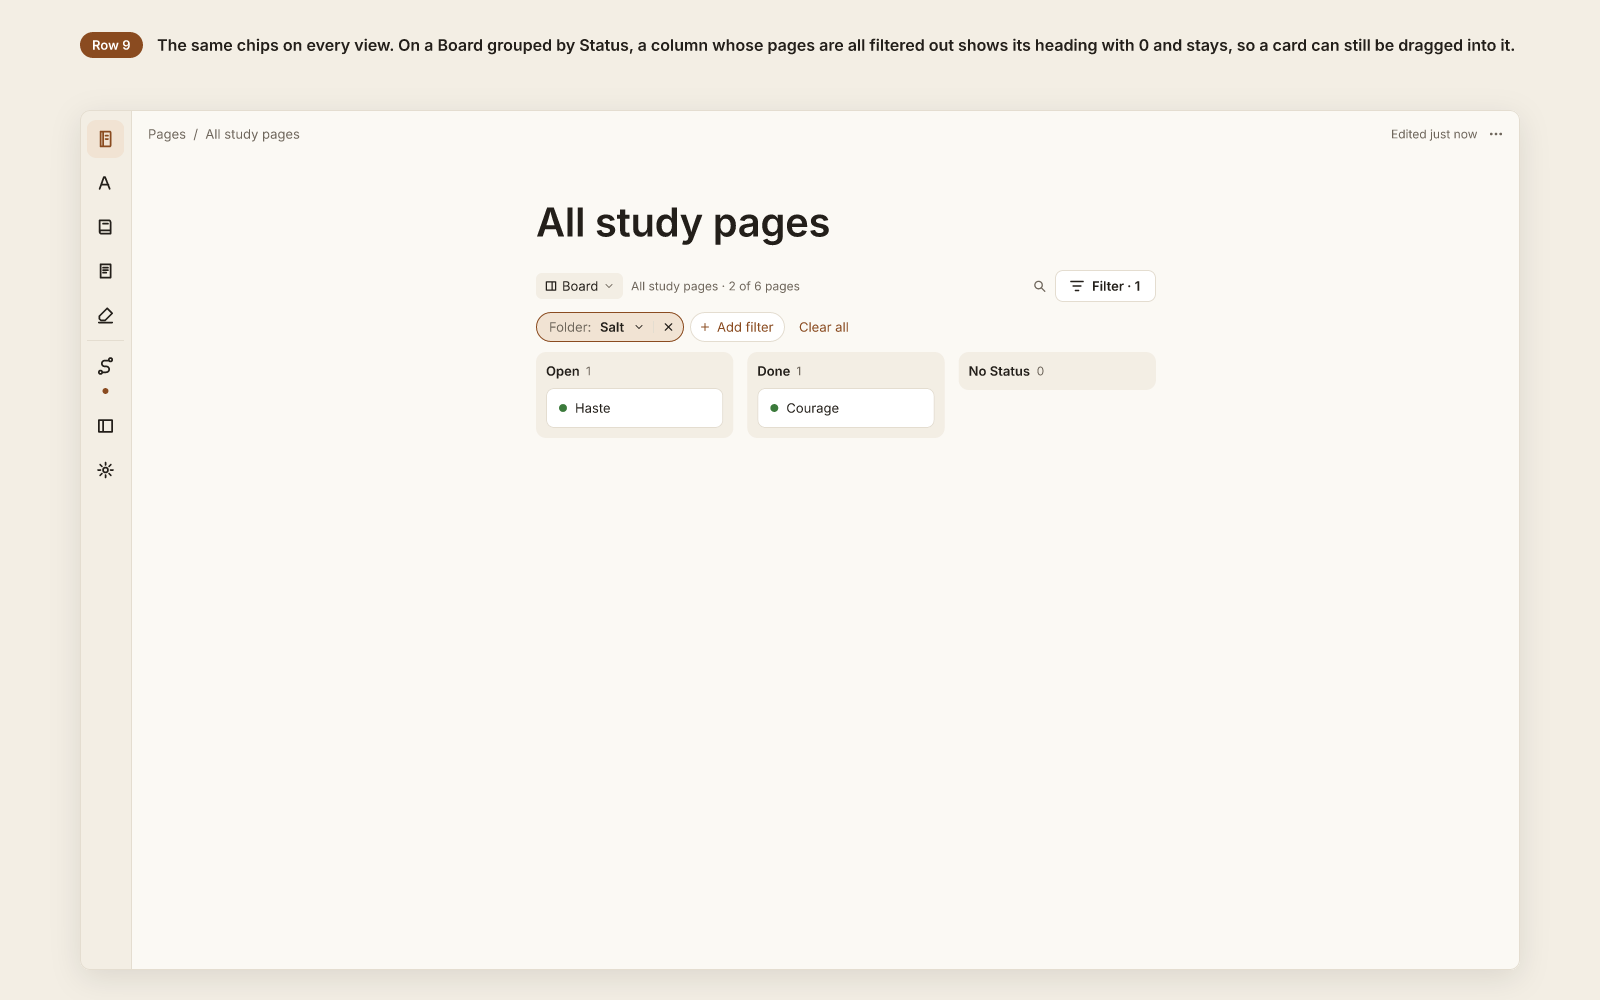 Row 9
The same chips on every view. On a Board grouped by Status, a column whose pages are all filtered out shows its heading with 0 and stays, so a card can still be dragged into it.
Pages / All study pages
Edited just now
All study pages
Board
All study pages · 2 of 6 pages
Filter · 1
Folder: Salt
+ Add filter
Clear all
Open 1
Haste
Done 1
Courage
No Status 0